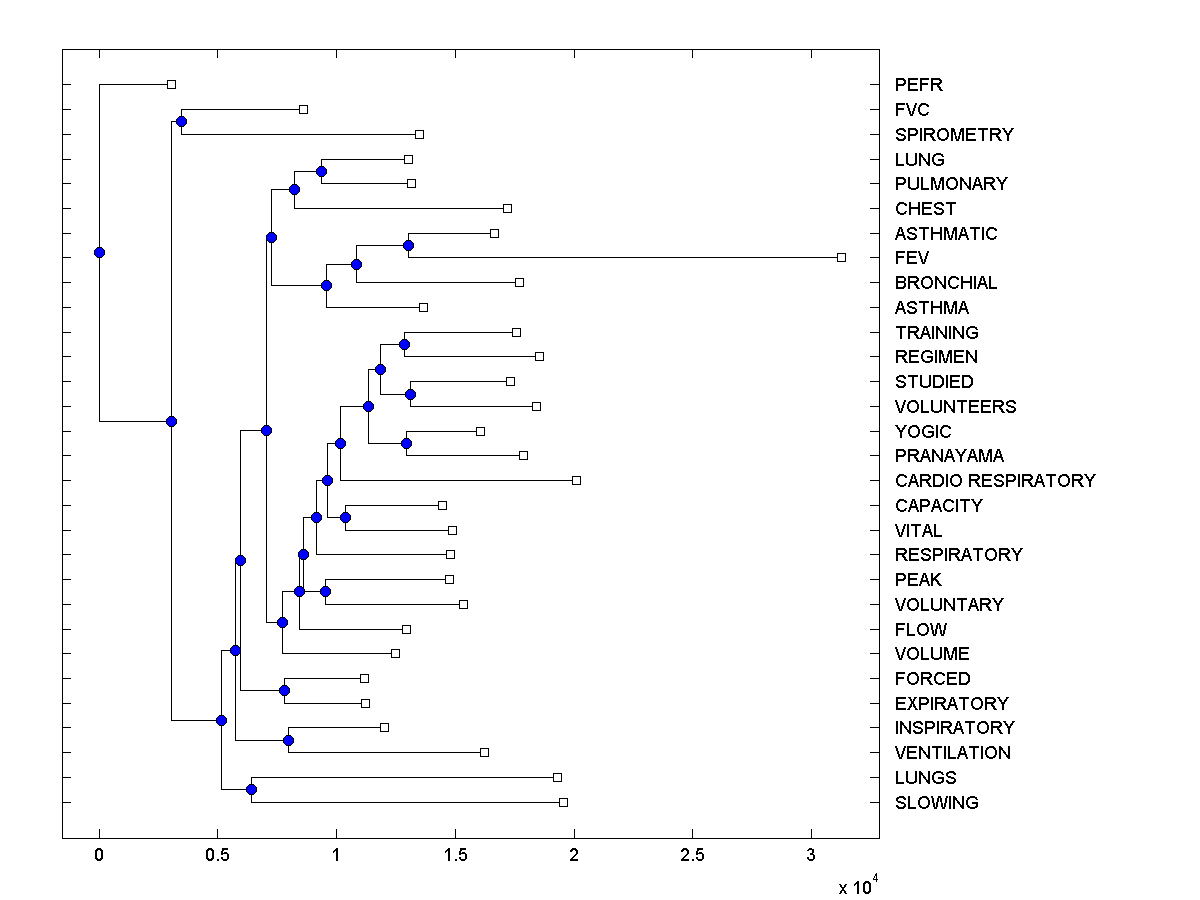 PEFR
FVC
SPIROMETRY
LUNG
PULMONARY
CHEST
ASTHMATIC
FEV
BRONCHIAL
ASTHMA
TRAINING
REGIMEN
STUDIED
VOLUNTEERS
YOGIC
PRANAYAMA
CARDIO RESPIRATORY
CAPACITY
VITAL
RESPIRATORY
PEAK
VOLUNTARY
FLOW
VOLUME
FORCED
EXPIRATORY
INSPIRATORY
VENTILATION
LUNGS
SLOWING
0 0.5 1 1.5 2 2.5 3
x 10^4